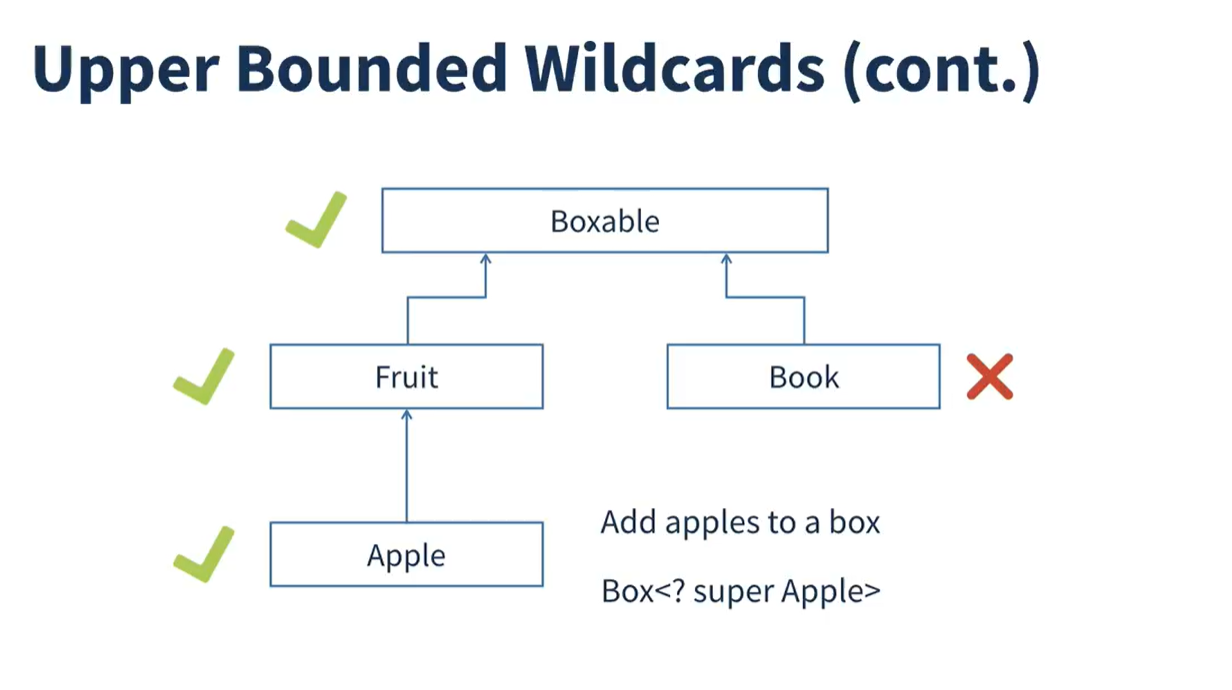 Upper Bounded Wildcards (cont.)
Boxable
Fruit
Book
Apple
Add apples to a box
Box<? super Apple>